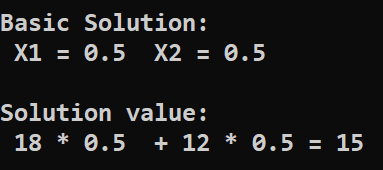 Basic Solution:
X1 = 0.5  X2 = 0.5
Solution value:
18 * 0.5  + 12 * 0.5 = 15